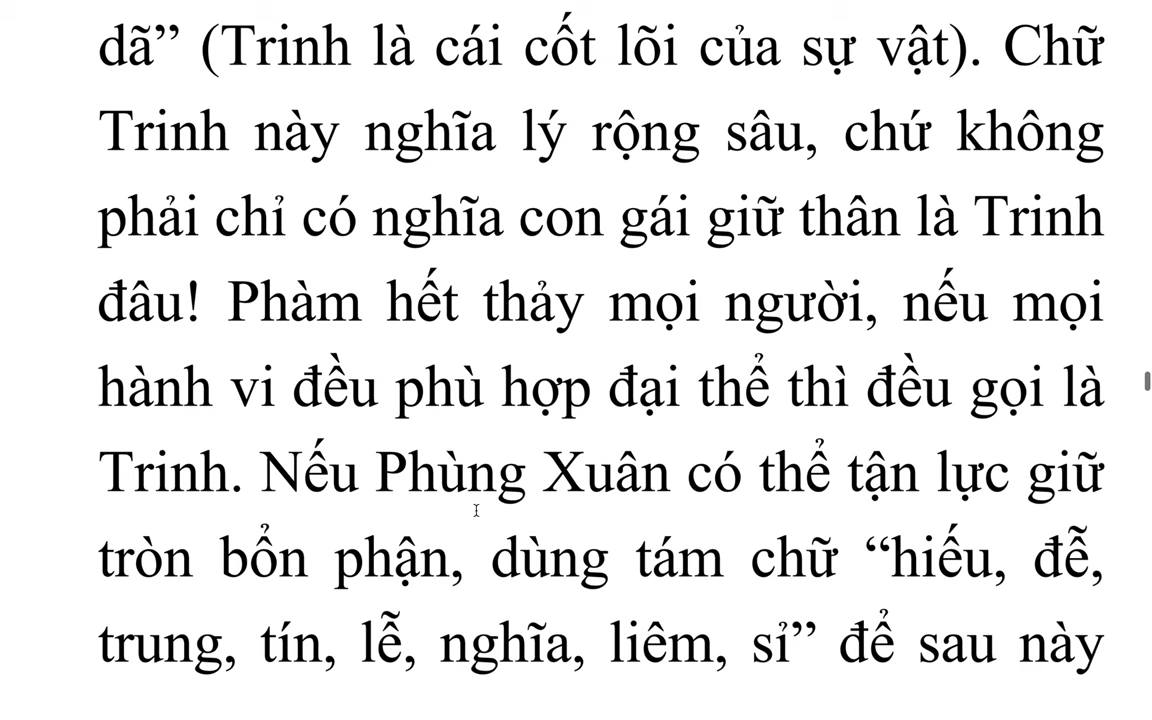 dã” (Trinh là cái cốt lõi của sự vật). Chữ
Trinh này nghĩa lý rộng sâu, chứ không
phải chỉ có nghĩa con gái giữ thân là Trinh
đâu! Phàm hết thảy mọi người, nếu mọi
hành vi đều phù hợp đại thể thì đều gọi là
Trinh. Nếu Phùng Xuân có thể tận lực giữ
tròn bổn phận, dùng tám chữ “hiếu, đễ,
trung, tín, lễ, nghĩa, liêm, sỉ” để sau này